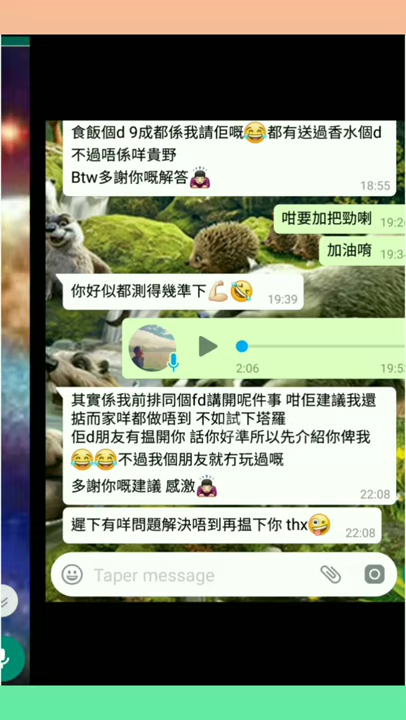 食飯個d 9成都係我請佢嘅😂都有送過香水個d
不過唔係咩貴野
Btw多謝你嘅解答🙇🏻‍♂️
18:55
咁要加把勁喇
19:2
加油唷
19:3
你好似都測得幾準下💪🏻🤣
19:39
2:06
19:5
其實係我前排同個fd講開呢件事 咁佢建議我還
掂而家咩都做唔到 不如試下塔羅
佢d朋友有搵開你 話你好準所以先介紹你俾我
😂😂不過我個朋友就冇玩過嘅
多謝你嘅建議 感激🙇🏻‍♂️
22:08
遲下有咩問題解決唔到再搵下你 thx🤪
22:08
Taper message